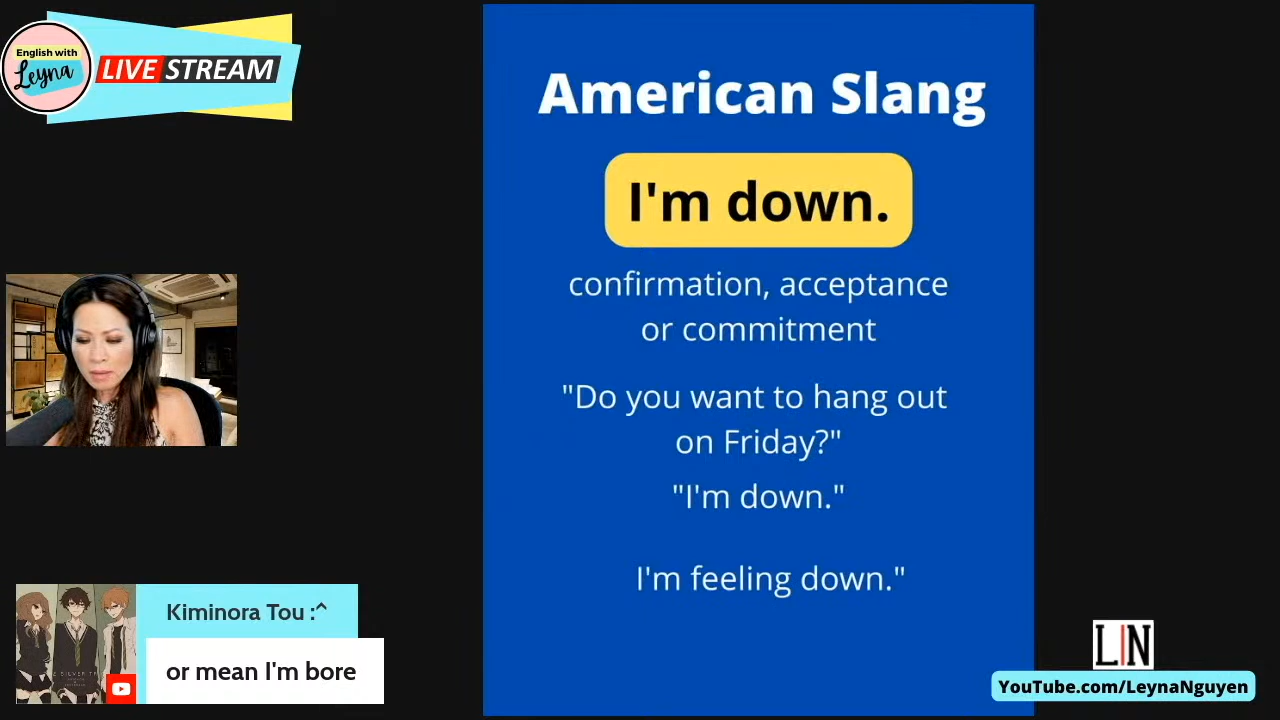 English with
Leyna
LIVE STREAM
American Slang
I'm down.
confirmation, acceptance
or commitment
"Do you want to hang out
on Friday?"
"I'm down."
I'm feeling down."
Kiminora Tou :^
or mean I'm bore
LIN
YouTube.com/LeynaNguyen